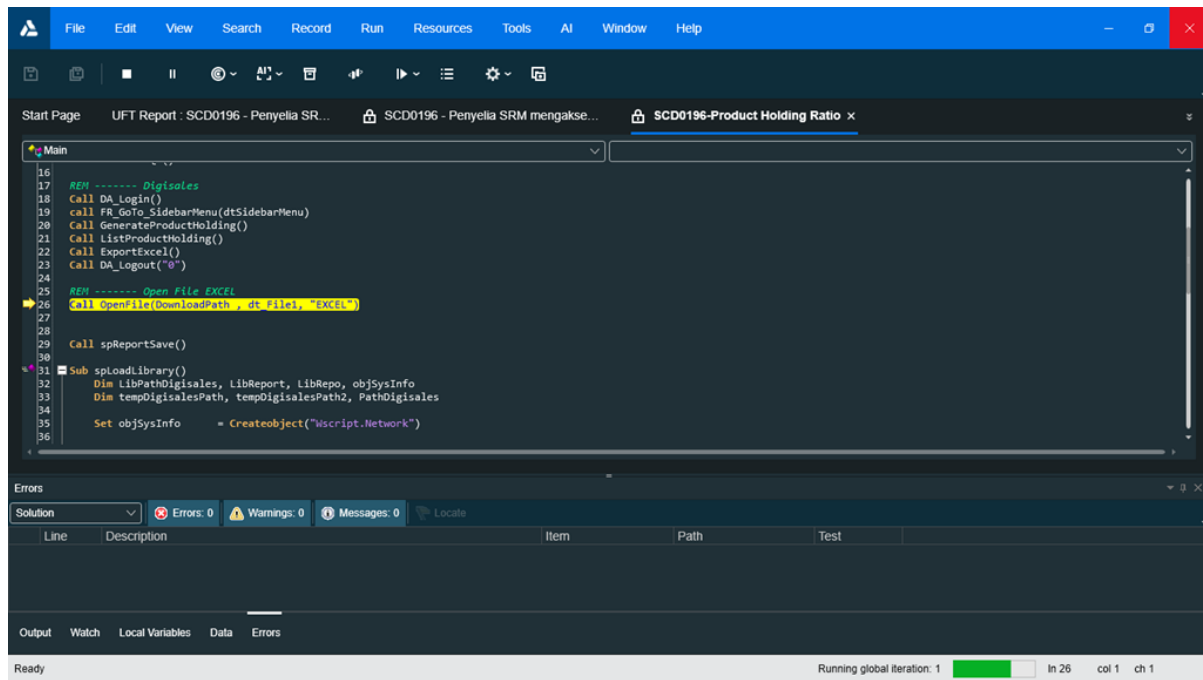 File Edit View Search Record Run Resources Tools AI Window Help
Start Page UFT Report : SCD0196 - Penyelia SR... SCD0196 - Penyelia SRM mengakse... SCD0196-Product Holding Ratio ×
Main
16
17 REM ------- Digisales
18 Call DA_Login()
19 call FR_GoTo_SidebarMenu(dtSidebarMenu)
20 Call GenerateProductHolding()
21 Call ListProductHolding()
22 Call ExportExcel()
23 Call DA_Logout("0")
24
25 REM ------- Open File EXCEL
26 Call OpenFile(DownloadPath , dt_File1, "EXCEL")
27
28
29 Call spReportSave()
30
31 Sub spLoadLibrary()
32 Dim LibPathDigisales, LibReport, LibRepo, objSysInfo
33 Dim tempDigisalesPath, tempDigisalesPath2, PathDigisales
34
35 Set objSysInfo = Createobject("Wscript.Network")
36
Errors
Solution Errors: 0 Warnings: 0 Messages: 0 Locate
Line Description Item Path Test
Output Watch Local Variables Data Errors
Ready Running global iteration: 1 ln 26 col 1 ch 1